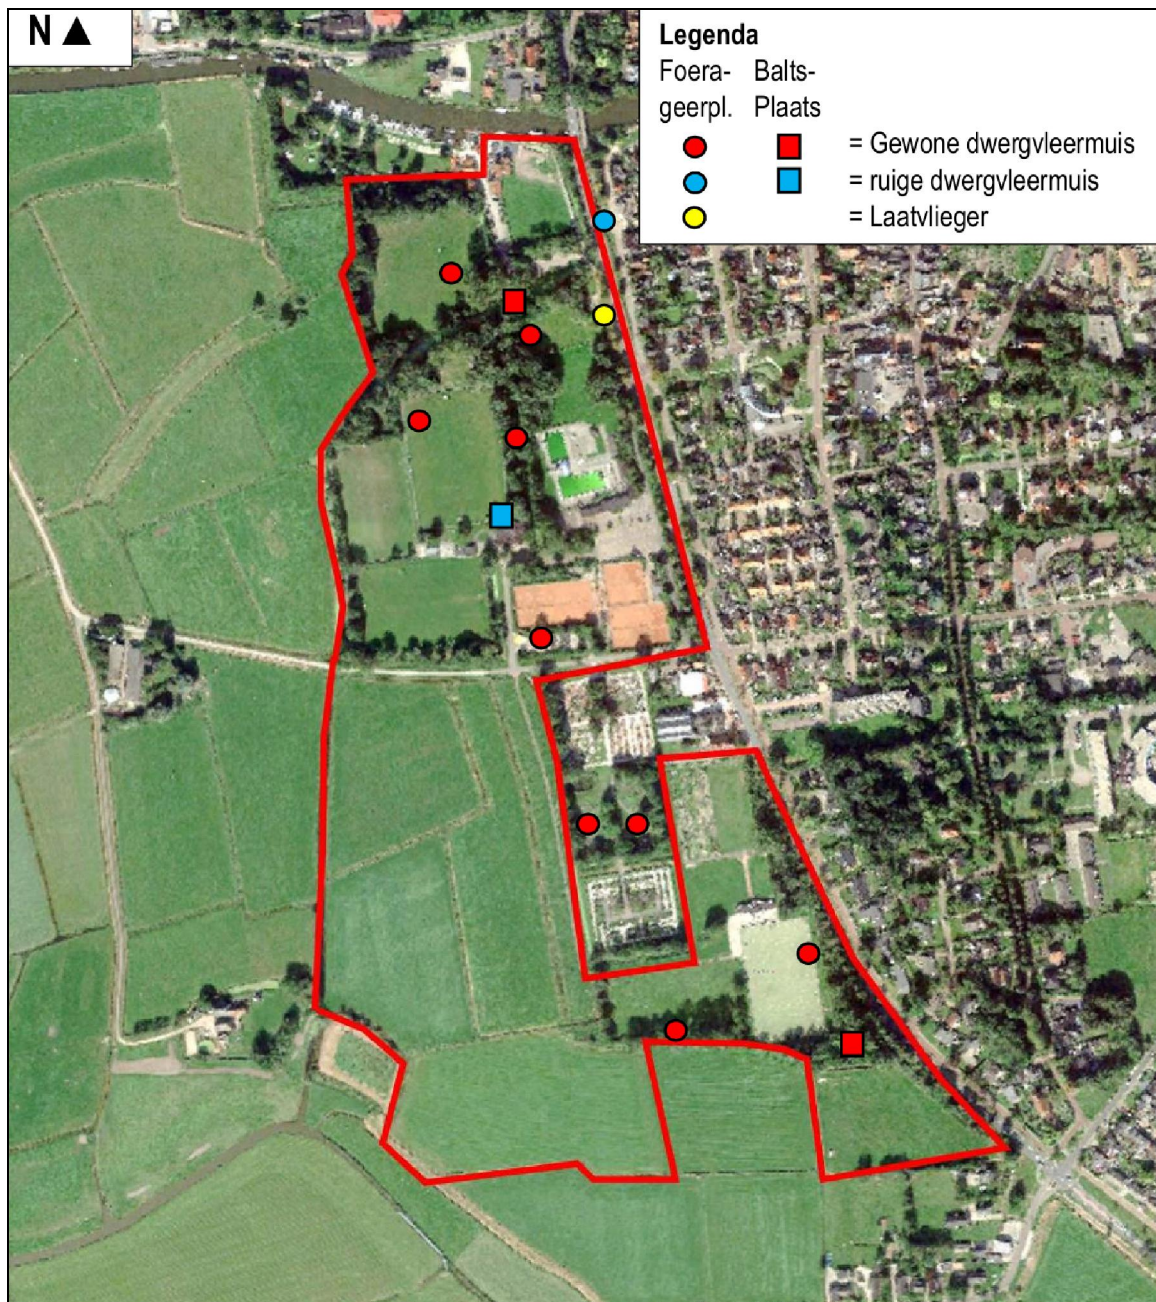 N
Legenda
Foera- Balts-
geerpl. Plaats
= Gewone dwergvleermuis
= ruige dwergvleermuis
= Laatvlieger